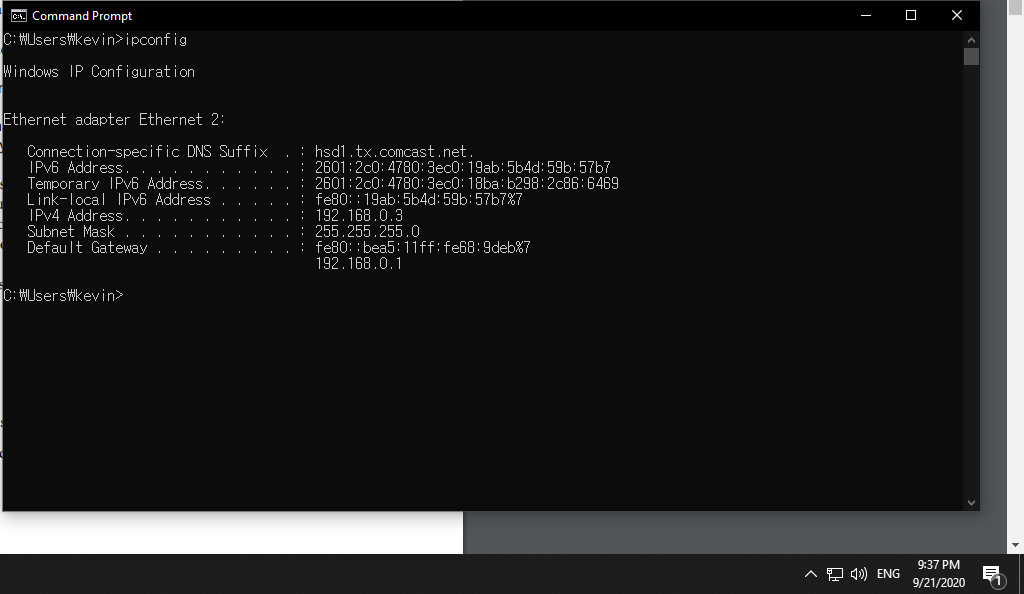 Command Prompt
C:₩Users₩kevin>ipconfig
Windows IP Configuration
Ethernet adapter Ethernet 2:
Connection-specific DNS Suffix . : hsd1.tx.comcast.net.
IPv6 Address. . . . . . . . . . . : 2601:2c0:4780:3ec0:19ab:5b4d:59b:57b7
Temporary IPv6 Address. . . . . . : 2601:2c0:4780:3ec0:18ba:b298:2c86:6469
Link-local IPv6 Address . . . . . : fe80::19ab:5b4d:59b:57b7%7
IPv4 Address. . . . . . . . . . . : 192.168.0.3
Subnet Mask . . . . . . . . . . . : 255.255.255.0
Default Gateway . . . . . . . . . : fe80::bea5:11ff:fe68:9deb%7
192.168.0.1
C:₩Users₩kevin>
ENG
9:37 PM
9/21/2020
1